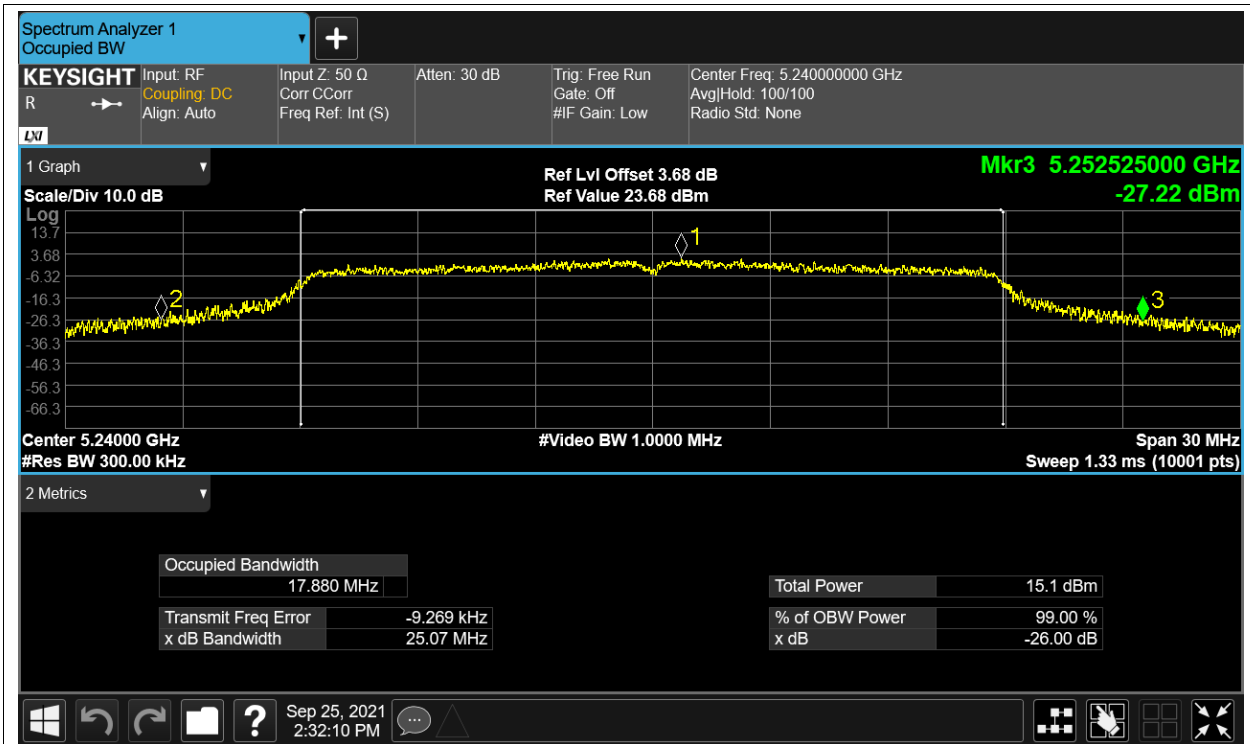 Spectrum Analyzer 1
Occupied BW
KEYSIGHT
R
LXI
Input: RF
Coupling: DC
Align: Auto
Input Z: 50 Ω
Corr CCorr
Freq Ref: Int (S)
Atten: 30 dB
Trig: Free Run
Gate: Off
#IF Gain: Low
Center Freq: 5.240000000 GHz
Avg|Hold: 100/100
Radio Std: None
1 Graph
Scale/Div 10.0 dB
Ref Lvl Offset 3.68 dB
Ref Value 23.68 dBm
Mkr3 5.252525000 GHz
-27.22 dBm
Log
13.7
3.68
-6.32
-16.3
-26.3
-36.3
-46.3
-56.3
-66.3
1
2
3
Center 5.24000 GHz
#Res BW 300.00 kHz
#Video BW 1.0000 MHz
Span 30 MHz
Sweep 1.33 ms (10001 pts)
2 Metrics
Occupied Bandwidth
17.880 MHz
Transmit Freq Error -9.269 kHz
x dB Bandwidth 25.07 MHz
Total Power 15.1 dBm
% of OBW Power 99.00 %
x dB -26.00 dB
?
Sep 25, 2021
2:32:10 PM